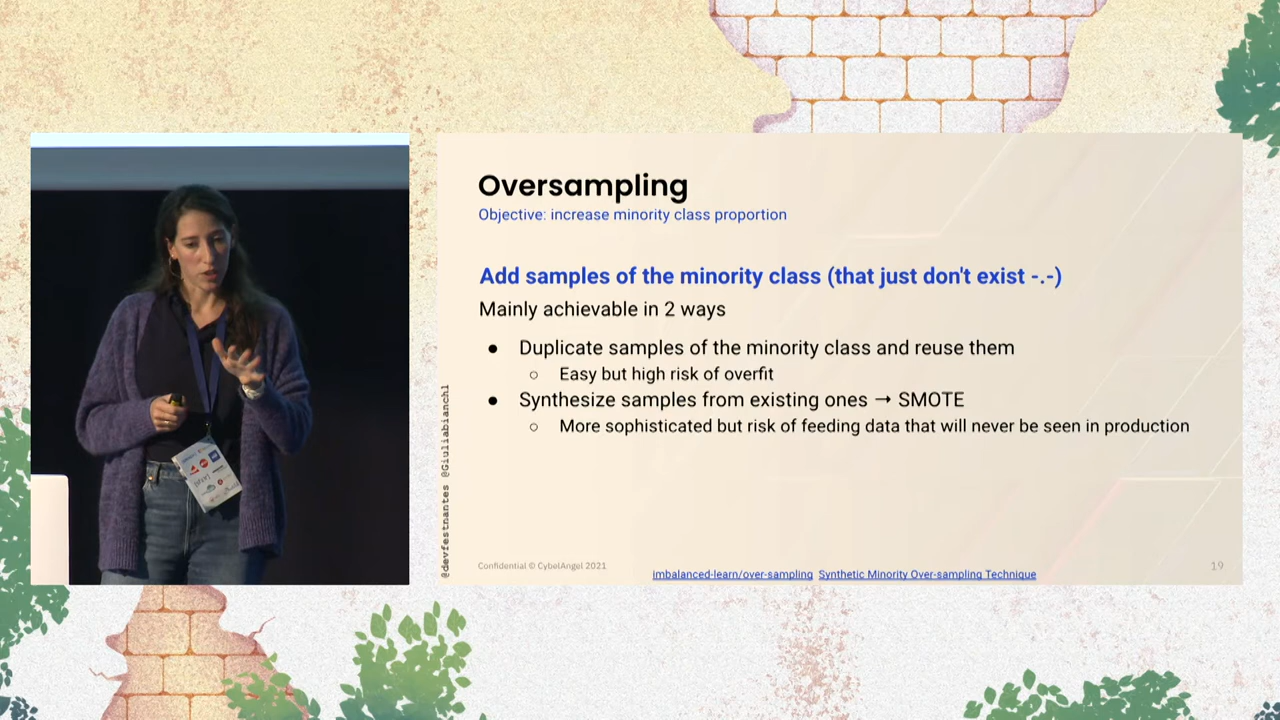 Oversampling
Objective: increase minority class proportion
Add samples of the minority class (that just don't exist -.-)
Mainly achievable in 2 ways
● Duplicate samples of the minority class and reuse them
○ Easy but high risk of overfit
● Synthesize samples from existing ones → SMOTE
○ More sophisticated but risk of feeding data that will never be seen in production
@devfestnantes @Giuliabianchl
Confidential © CybelAngel 2021
imbalanced-learn/over-sampling Synthetic Minority Over-sampling Technique
19